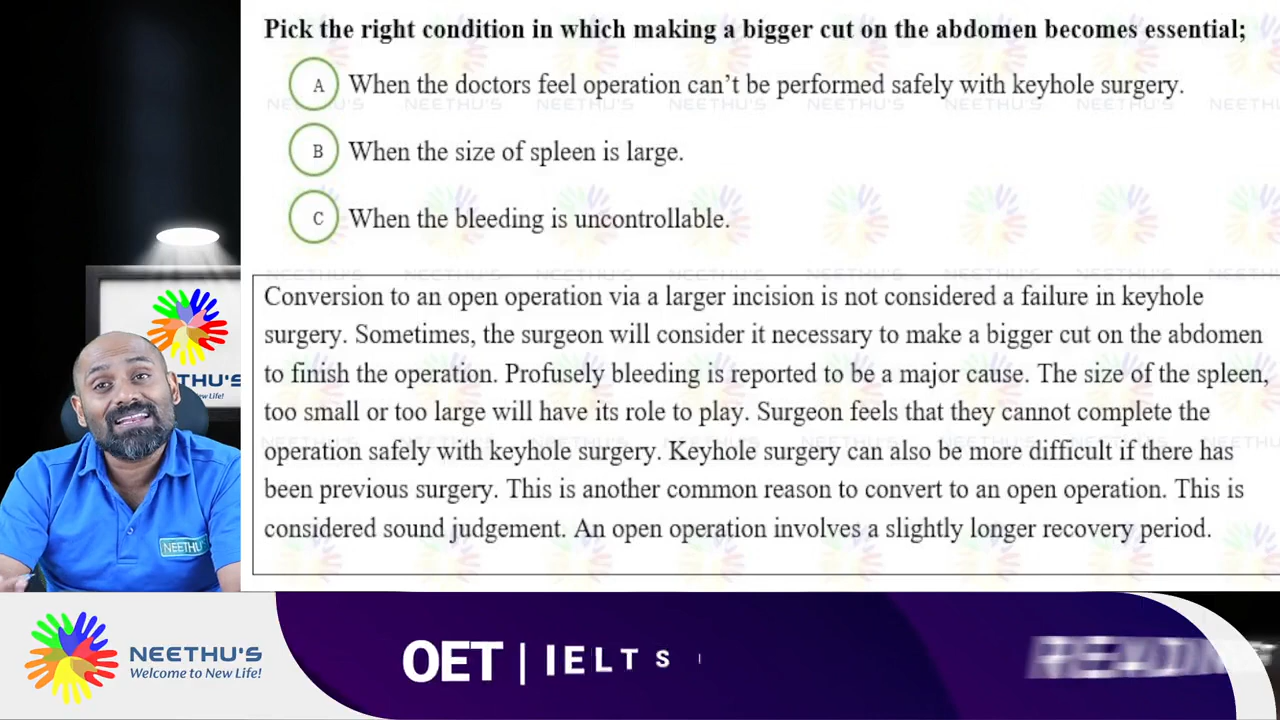 Pick the right condition in which making a bigger cut on the abdomen becomes essential;
A When the doctors feel operation can't be performed safely with keyhole surgery.
B When the size of spleen is large.
C When the bleeding is uncontrollable.
Conversion to an open operation via a larger incision is not considered a failure in keyhole
surgery. Sometimes, the surgeon will consider it necessary to make a bigger cut on the abdomen
to finish the operation. Profusely bleeding is reported to be a major cause. The size of the spleen,
too small or too large will have its role to play. Surgeon feels that they cannot complete the
operation safely with keyhole surgery. Keyhole surgery can also be more difficult if there has
been previous surgery. This is another common reason to convert to an open operation. This is
considered sound judgement. An open operation involves a slightly longer recovery period.
THU'S
NEETHU'S
NEETHU'S
Welcome to New Life!
OET | IELTS